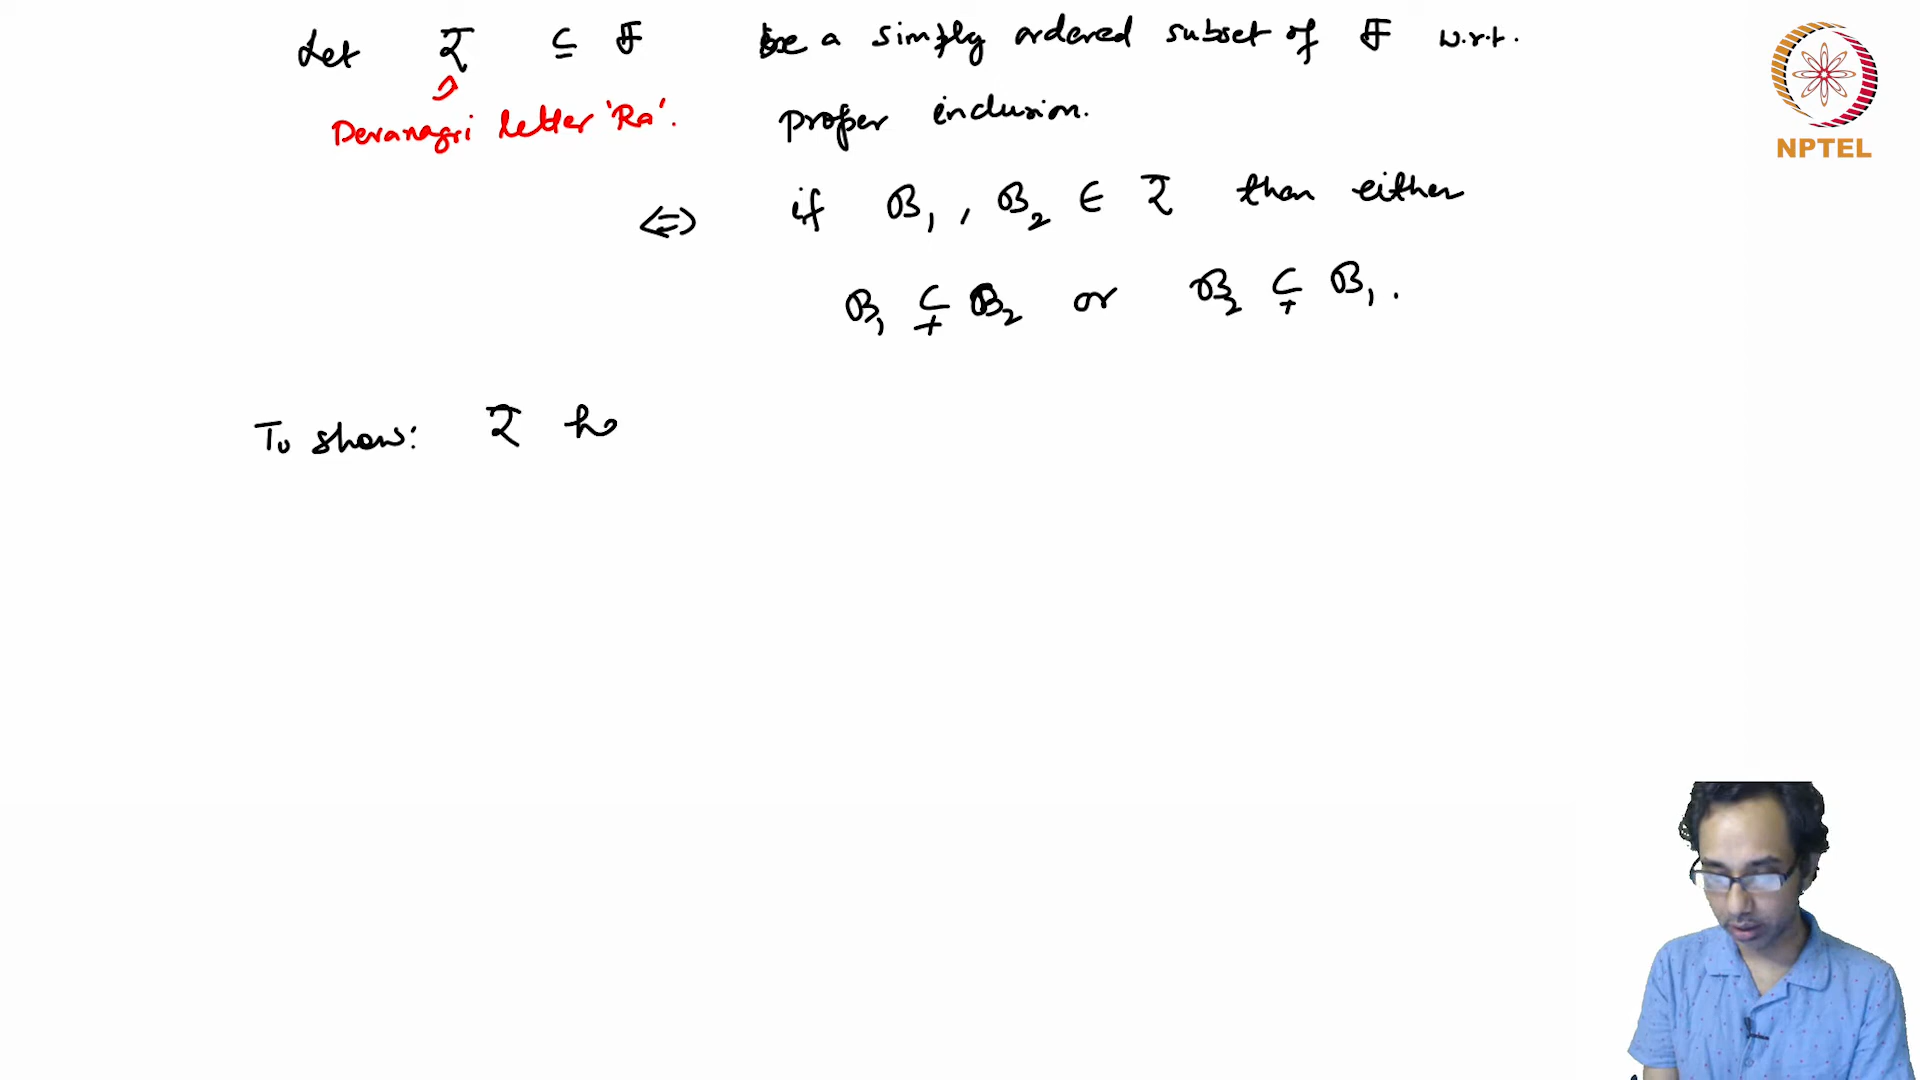 Let र ⊆ 𝔽 be a simply ordered subset of 𝔽 w.r.t.
Devanagri letter 'Ra'. proper inclusion.
⇔ if ℬ₁, ℬ₂ ∈ र then either
ℬ₁ ⊊ ℬ₂ or ℬ₂ ⊊ ℬ₁.
To show: र ha
NPTEL